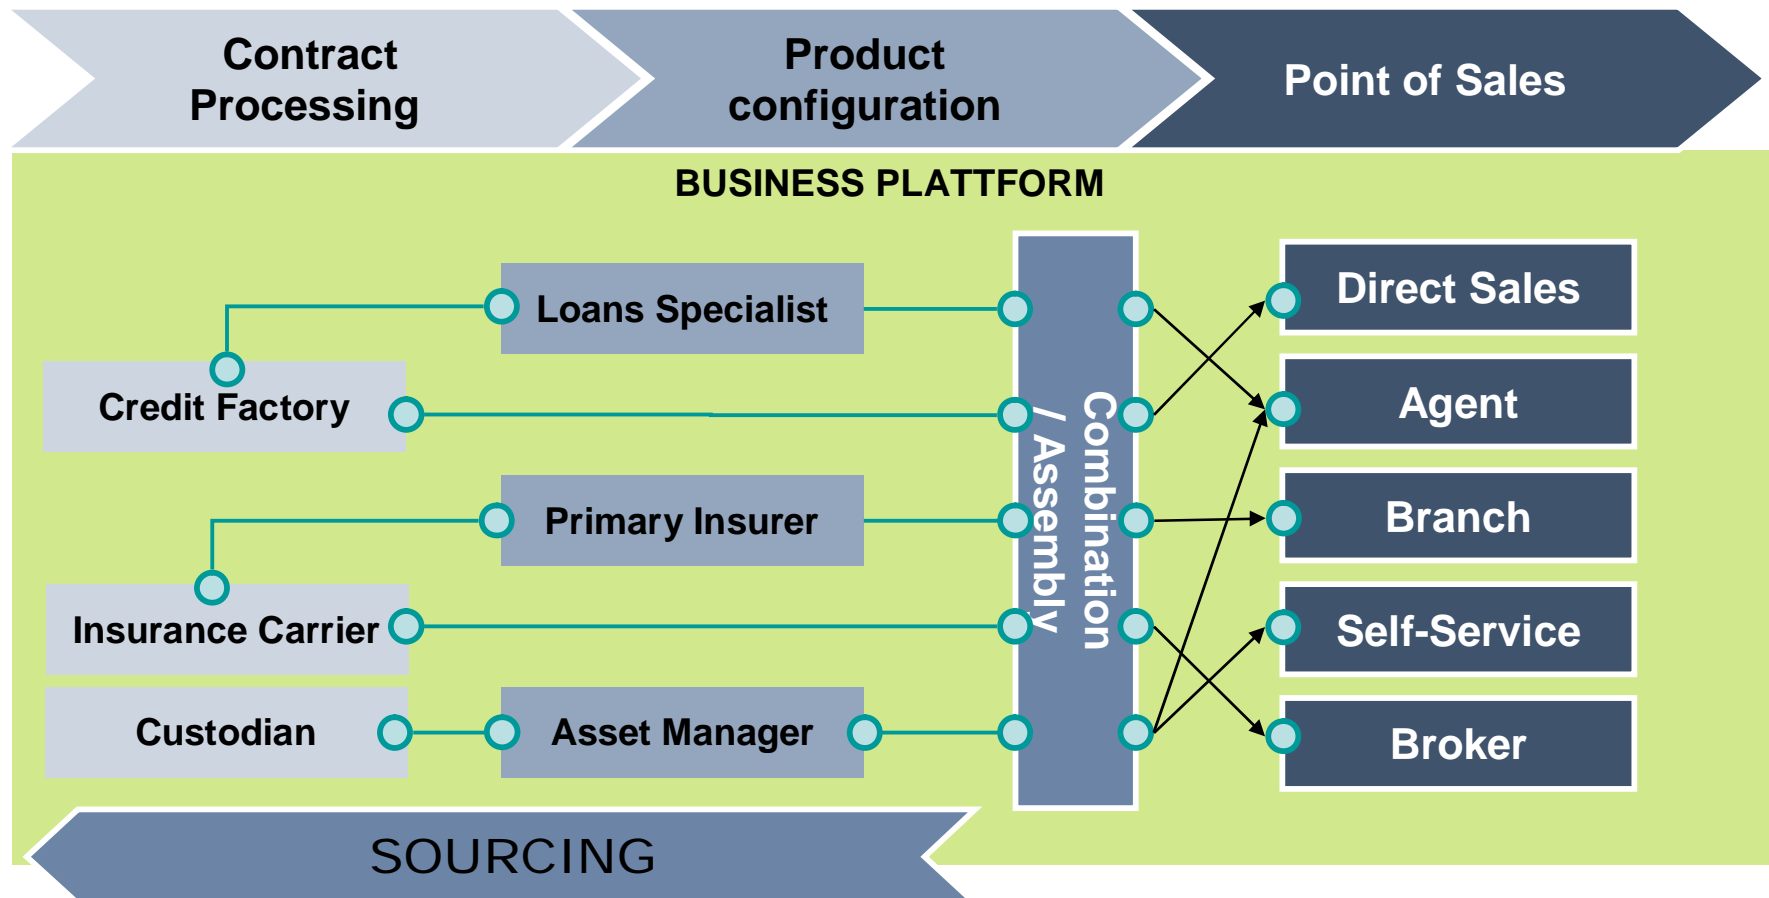 Contract
Processing
Product
configuration
Point of Sales
BUSINESS PLATTFORM
Loans Specialist
Credit Factory
Primary Insurer
Insurance Carrier
Custodian
Asset Manager
Combination
/ Assembly
Direct Sales
Agent
Branch
Self-Service
Broker
SOURCING